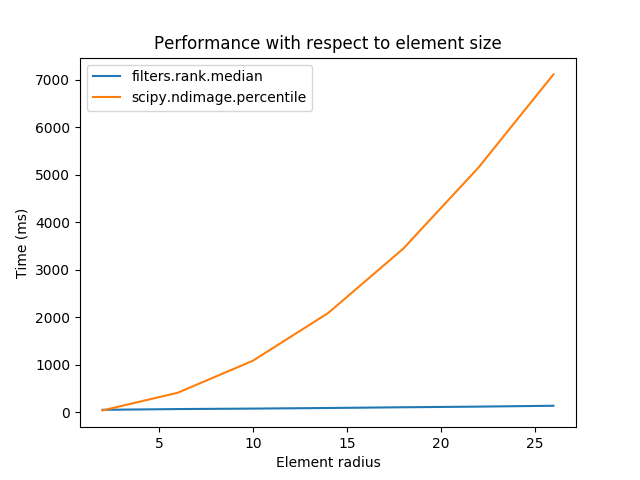 Performance with respect to element size
filters.rank.median
scipy.ndimage.percentile
7000
6000
5000
4000
3000
2000
1000
0
Time (ms)
5 10 15 20 25
Element radius